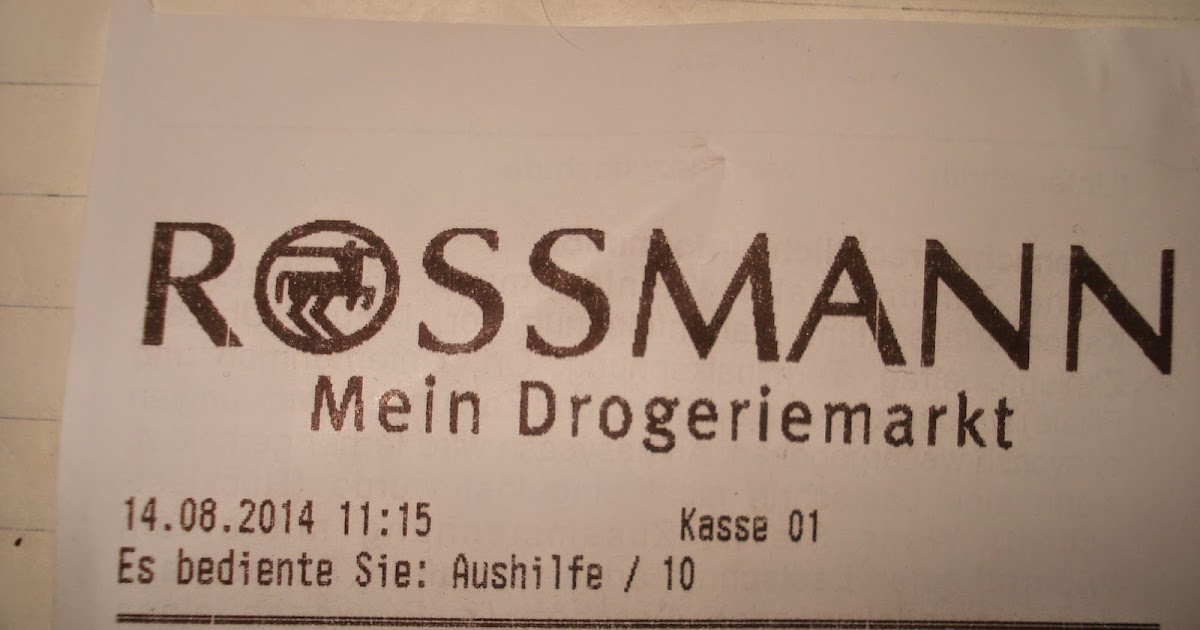 ROSSMANN
Mein Drogeriemarkt
14.08.2014 11:15 Kasse 01
Es bediente Sie: Aushilfe / 10